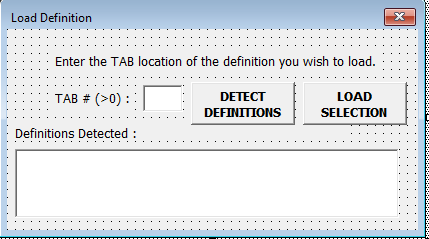 Load Definition
Enter the TAB location of the definition you wish to load.
TAB # (>0) :
DETECT
DEFINITIONS
LOAD
SELECTION
Definitions Detected :